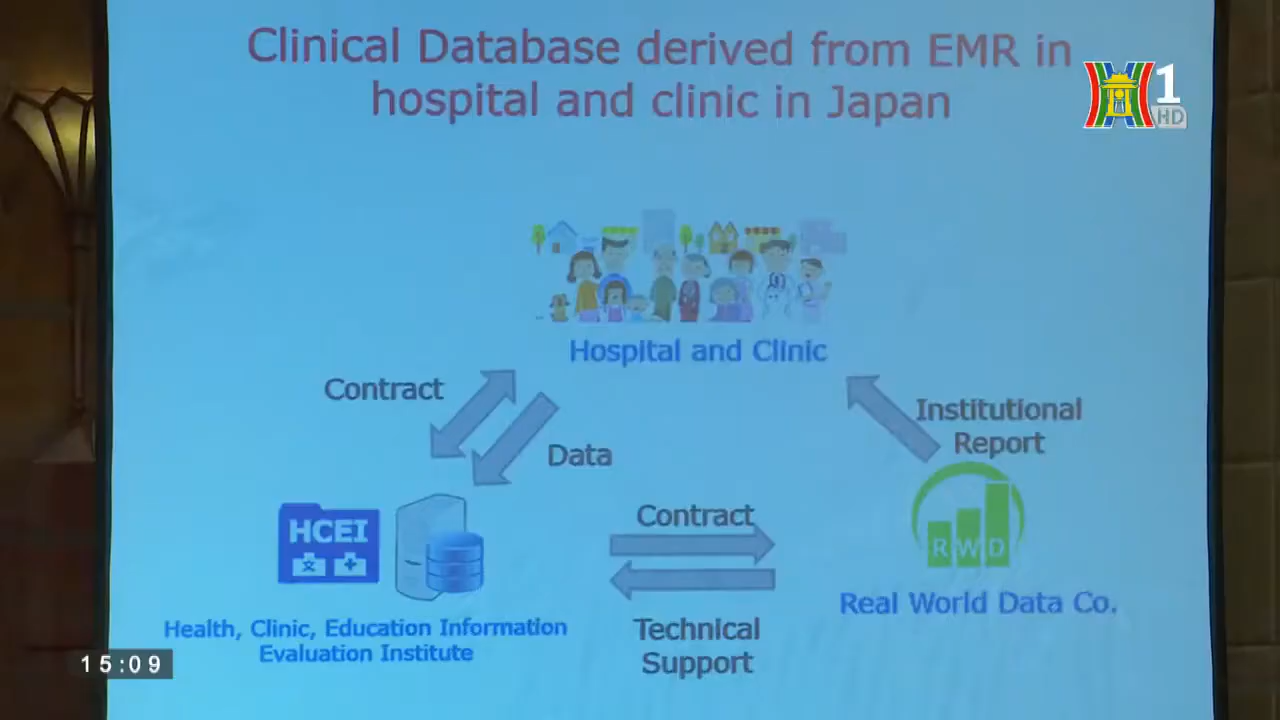 Clinical Database derived from EMR in
hospital and clinic in Japan
1
HD
Hospital and Clinic
Contract
Data
Institutional
Report
HCEI
文
Contract
RWD
Real World Data Co.
Health, Clinic, Education Information
Evaluation Institute
Technical
Support
15:09